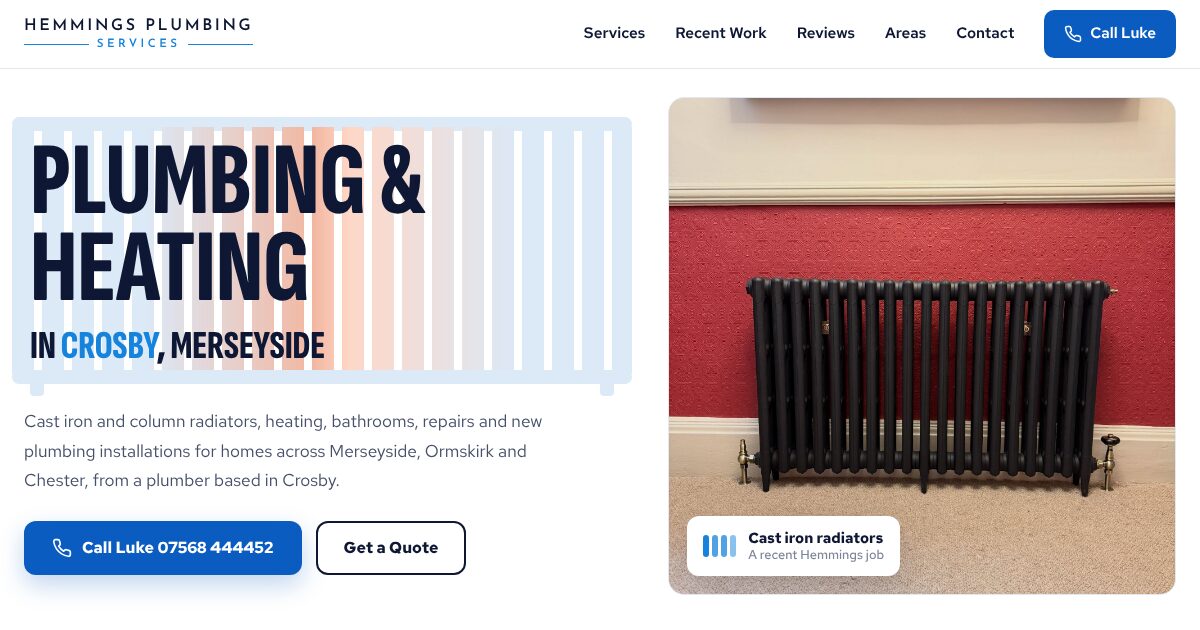 HEMMINGS PLUMBING
SERVICES
Services
Recent Work
Reviews
Areas
Contact
Call Luke
PLUMBING &
HEATING
IN CROSBY, MERSEYSIDE
Cast iron and column radiators, heating, bathrooms, repairs and new
plumbing installations for homes across Merseyside, Ormskirk and
Chester, from a plumber based in Crosby.
Call Luke 07568 444452
Get a Quote
Cast iron radiators
A recent Hemmings job